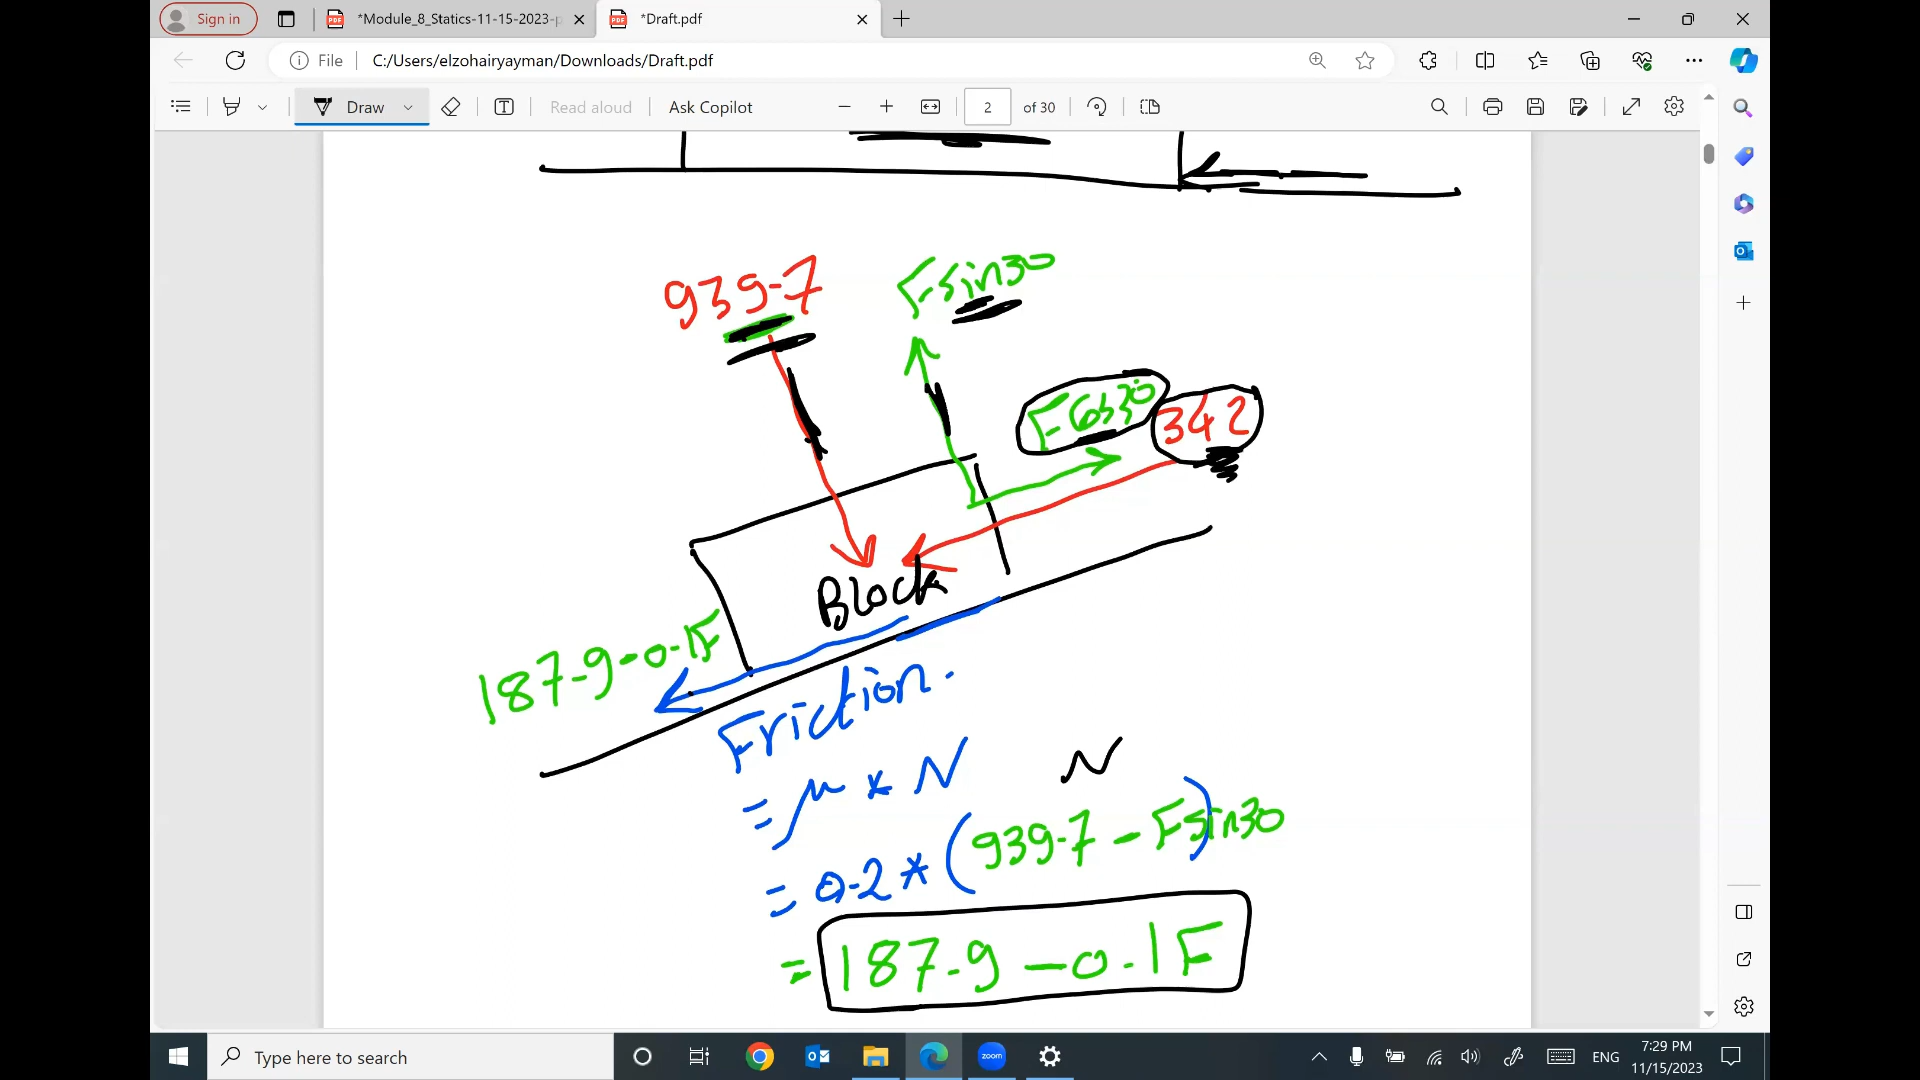 Sign in
*Module_8_Statics-11-15-2023-p
*Draft.pdf
File
C:/Users/elzohairyayman/Downloads/Draft.pdf
Draw
Read aloud
Ask Copilot
2
of 30
939.7
Fsin30
Fcos30
342
Block
187.9-0.1F
Friction.
= μ * N
N
= 0.2 * (939.7 - Fsin30)
= 187.9 - 0.1F
Type here to search
zoom
ENG
7:29 PM
11/15/2023